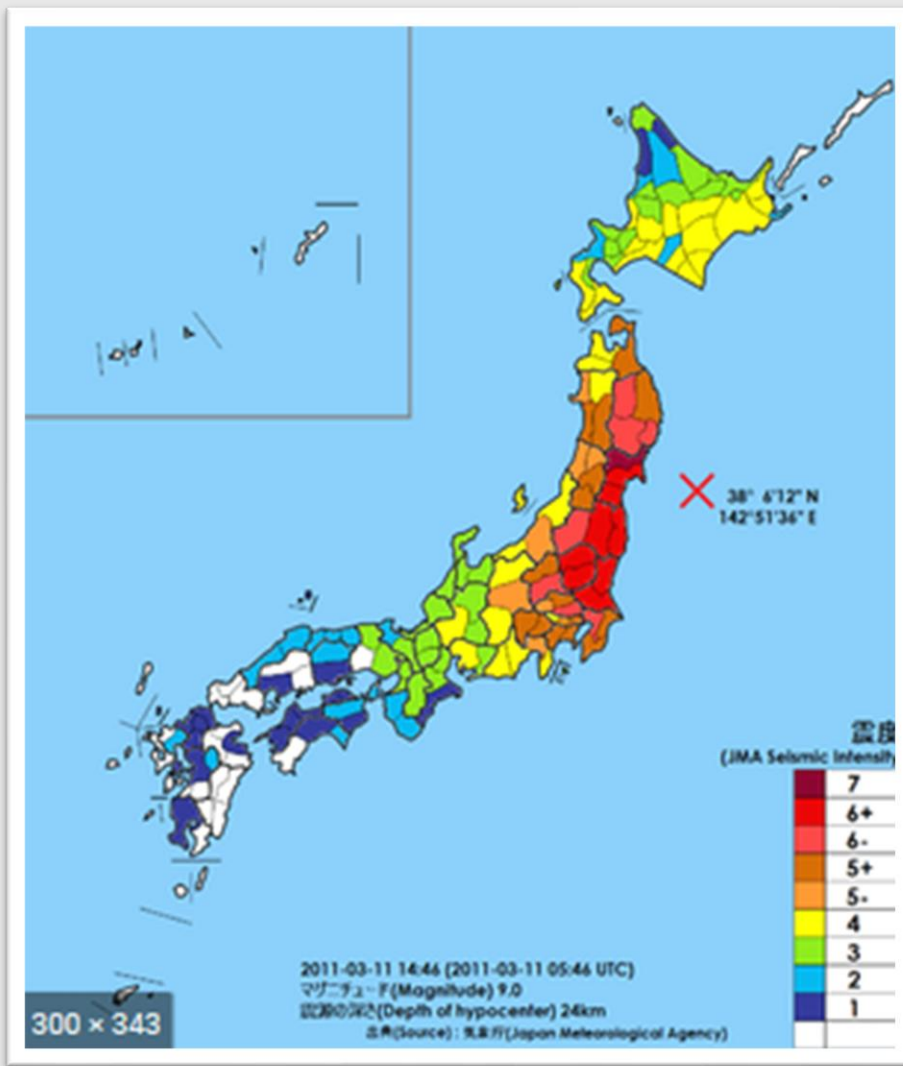 38° 6'12" N
142°51'36" E
震度
(JMA Seismic Intensity
7
6+
6-
5+
5-
4
3
2
1
2011-03-11 14:46 (2011-03-11 05:46 UTC)
マグニチュード(Magnitude) 9.0
震源の深さ(Depth of hypocenter) 24km
出典(Source) : 気象庁(Japan Meteorological Agency)
300 × 343